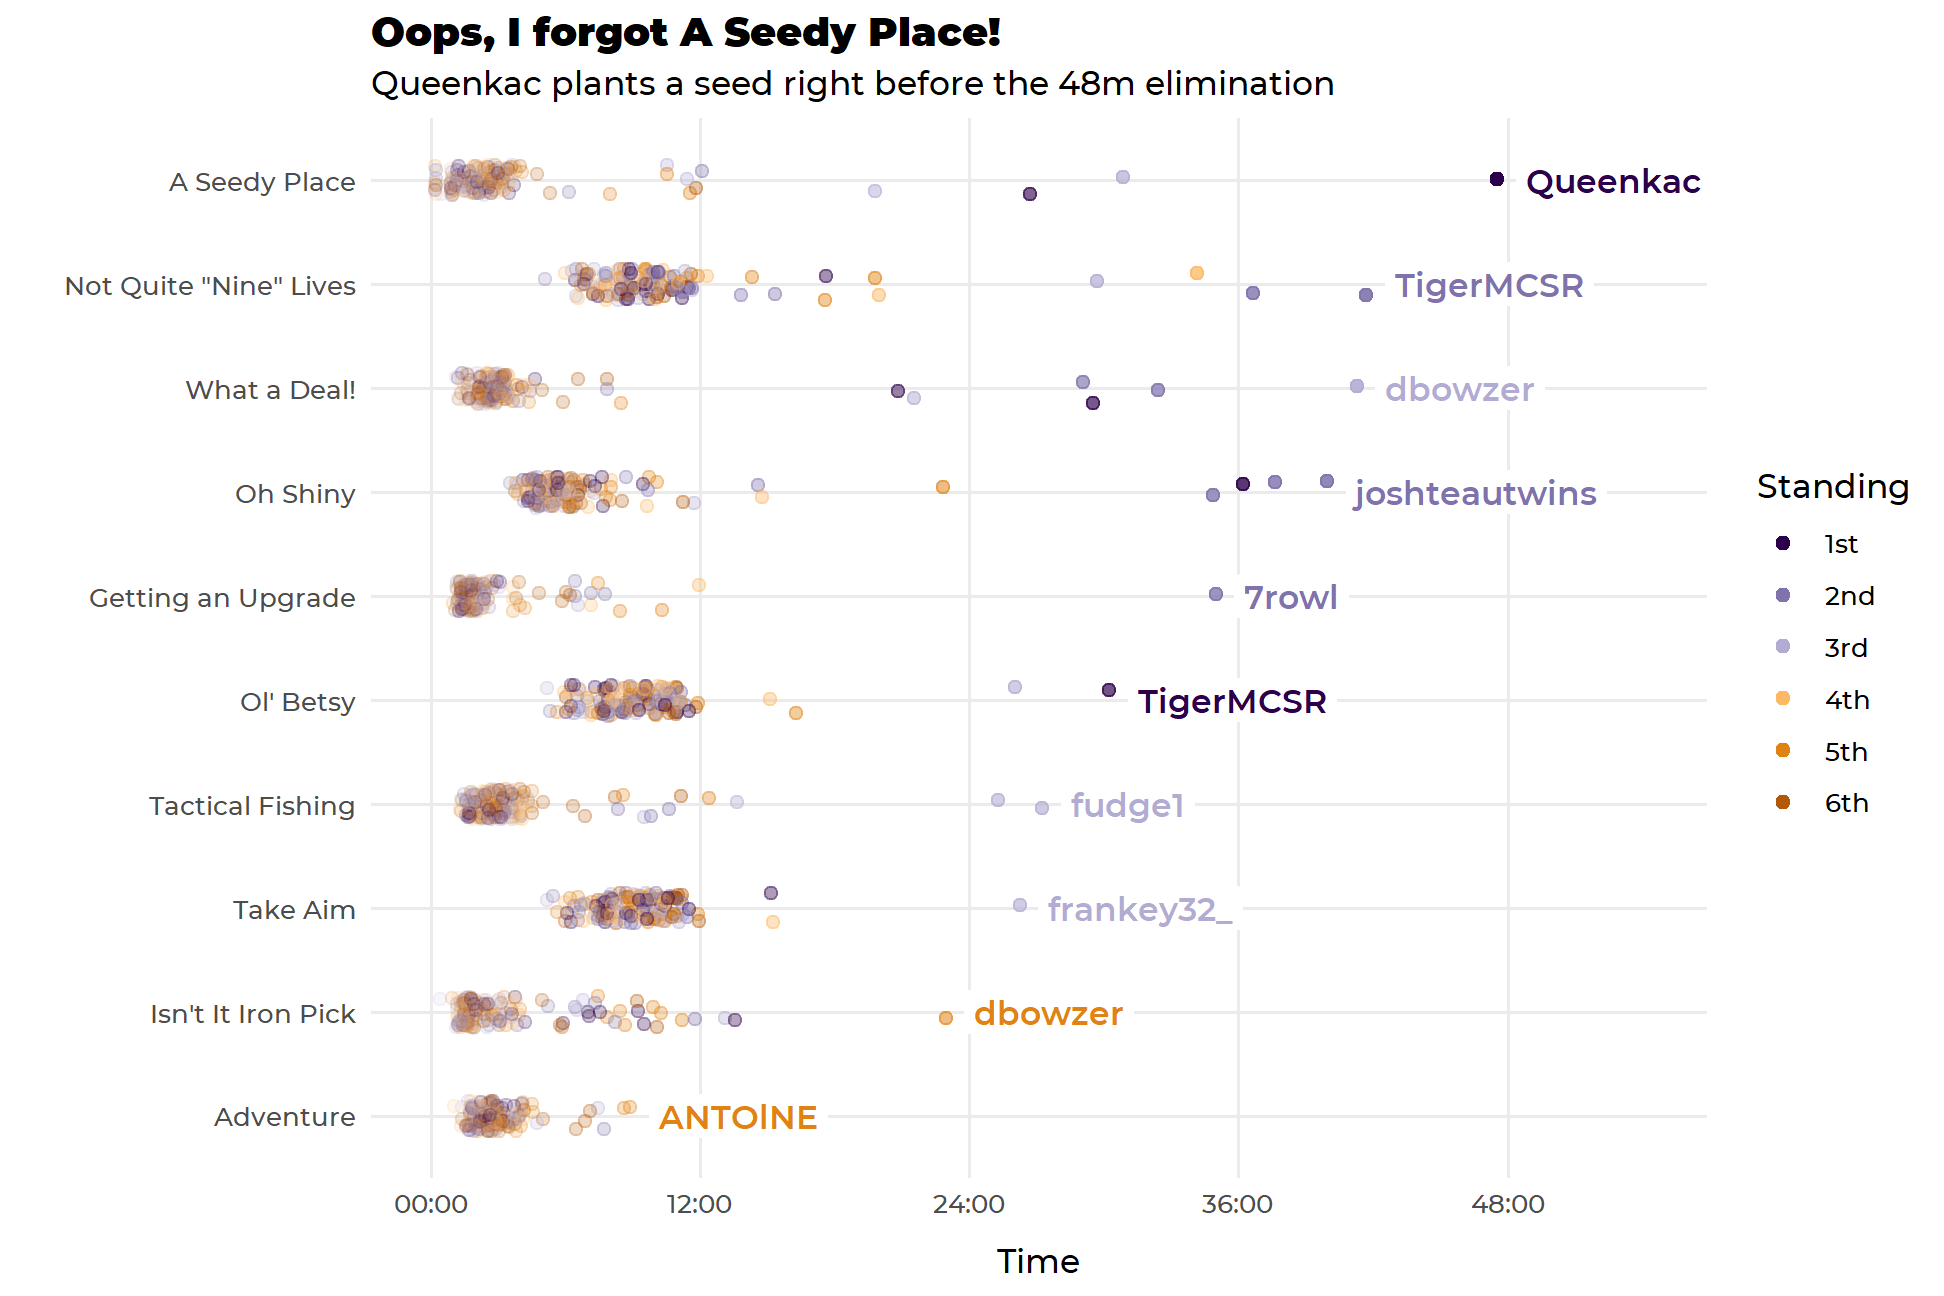 Oops, I forgot A Seedy Place!
Queenkac plants a seed right before the 48m elimination
A Seedy Place
Queenkac
Not Quite "Nine" Lives
TigerMCSR
What a Deal!
dbowzer
Oh Shiny
joshteautwins
Getting an Upgrade
7rowl
Ol' Betsy
TigerMCSR
Tactical Fishing
fudge1
Take Aim
frankey32_
Isn't It Iron Pick
dbowzer
Adventure
ANTOlNE
00:00 12:00 24:00 36:00 48:00
Time
Standing
1st
2nd
3rd
4th
5th
6th